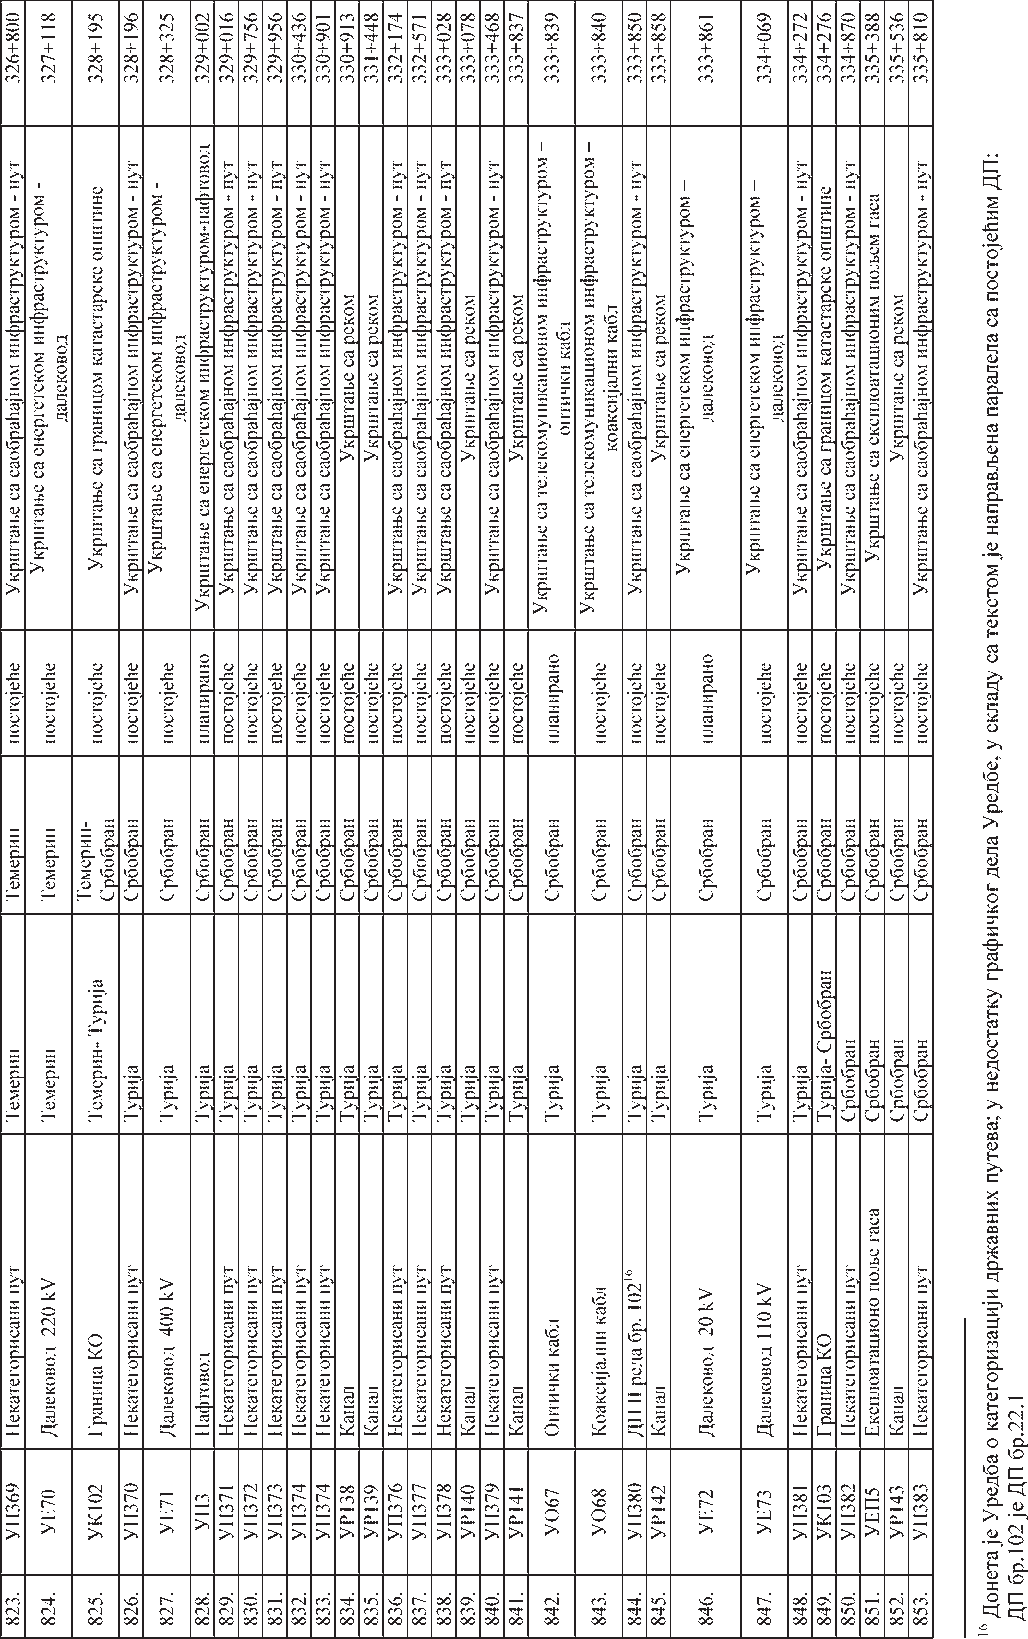 823. УП369 Некатегорисани пут Темерин Темерин постојеће Укрштање са саобраћајном инфраструктуром - пут 326+800
824. УЕ70 Далековод 220 kV Темерин Темерин постојеће Укрштање са енергетском инфраструктуром - 327+118
далековод
825. УК102 Граница КО Темерин- Турија Темерин- постојеће Укрштање са границом катастарске општине 328+195
Србобран
826. УП370 Некатегорисани пут Турија Србобран постојеће Укрштање са саобраћајном инфраструктуром - пут 328+196
827. УЕ71 Далековод 400 kV Турија Србобран постојеће Укрштање са енергетском инфраструктуром - 328+325
далековод
828. УП3 Нафтовод Турија Србобран планирано Укрштање са енергетском инфраструктуром-нафтовод 329+002
829. УП371 Некатегорисани пут Турија Србобран постојеће Укрштање са саобраћајном инфраструктуром - пут 329+016
830. УП372 Некатегорисани пут Турија Србобран постојеће Укрштање са саобраћајном инфраструктуром - пут 329+756
831. УП373 Некатегорисани пут Турија Србобран постојеће Укрштање са саобраћајном инфраструктуром - пут 329+956
832. УП374 Некатегорисани пут Турија Србобран постојеће Укрштање са саобраћајном инфраструктуром - пут 330+436
833. УП374 Некатегорисани пут Турија Србобран постојеће Укрштање са саобраћајном инфраструктуром - пут 330+901
834. УР138 Канал Турија Србобран постојеће Укрштање са реком 330+913
835. УР139 Канал Турија Србобран постојеће Укрштање са реком 331+448
836. УП376 Некатегорисани пут Турија Србобран постојеће Укрштање са саобраћајном инфраструктуром - пут 332+174
837. УП377 Некатегорисани пут Турија Србобран постојеће Укрштање са саобраћајном инфраструктуром - пут 332+571
838. УП378 Некатегорисани пут Турија Србобран постојеће Укрштање са саобраћајном инфраструктуром - пут 333+028
839. УР140 Канал Турија Србобран постојеће Укрштање са реком 333+078
840. УП379 Некатегорисани пут Турија Србобран постојеће Укрштање са саобраћајном инфраструктуром - пут 333+468
841. УР141 Канал Турија Србобран постојеће Укрштање са реком 333+837
842. УО67 Оптички кабл Турија Србобран планирано Укрштање са телекомуникационом инфраструктуром – 333+839
оптички кабл
843. УО68 Коаксијални кабл Турија Србобран постојеће Укрштање са телекомуникационом инфраструктуром – 333+840
коаксијални кабл
844. УП380 ДП II реда бр. 102¹⁶ Турија Србобран постојеће Укрштање са саобраћајном инфраструктуром - пут 333+850
845. УР142 Канал Турија Србобран постојеће Укрштање са реком 333+858
846. УЕ72 Далековод 20 kV Турија Србобран планирано Укрштање са енергетском инфраструктуром – 333+861
далековод
847. УЕ73 Далековод 110 kV Турија Србобран постојеће Укрштање са енергетском инфраструктуром – 334+069
далековод
848. УП381 Некатегорисани пут Турија Србобран постојеће Укрштање са саобраћајном инфраструктуром - пут 334+272
849. УК103 Граница КО Турија- Србобран Србобран постојеће Укрштање са границом катастарске општине 334+276
850. УП382 Некатегорисани пут Србобран Србобран постојеће Укрштање са саобраћајном инфраструктуром - пут 334+870
851. УЕП5 Експлоатационо поље гаса Србобран Србобран постојеће Укрштање са експлоатационим пољем гаса 335+388
852. УР143 Канал Србобран Србобран постојеће Укрштање са реком 335+536
853. УП383 Некатегорисани пут Србобран Србобран постојеће Укрштање са саобраћајном инфраструктуром - пут 335+810
¹⁶ Донета је Уредба о категоризацији државних путева; у недостатку графичког дела Уредбе, у складу са текстом је направљена паралела са постојећим ДП:
ДП бр.102 је ДП бр.22.1